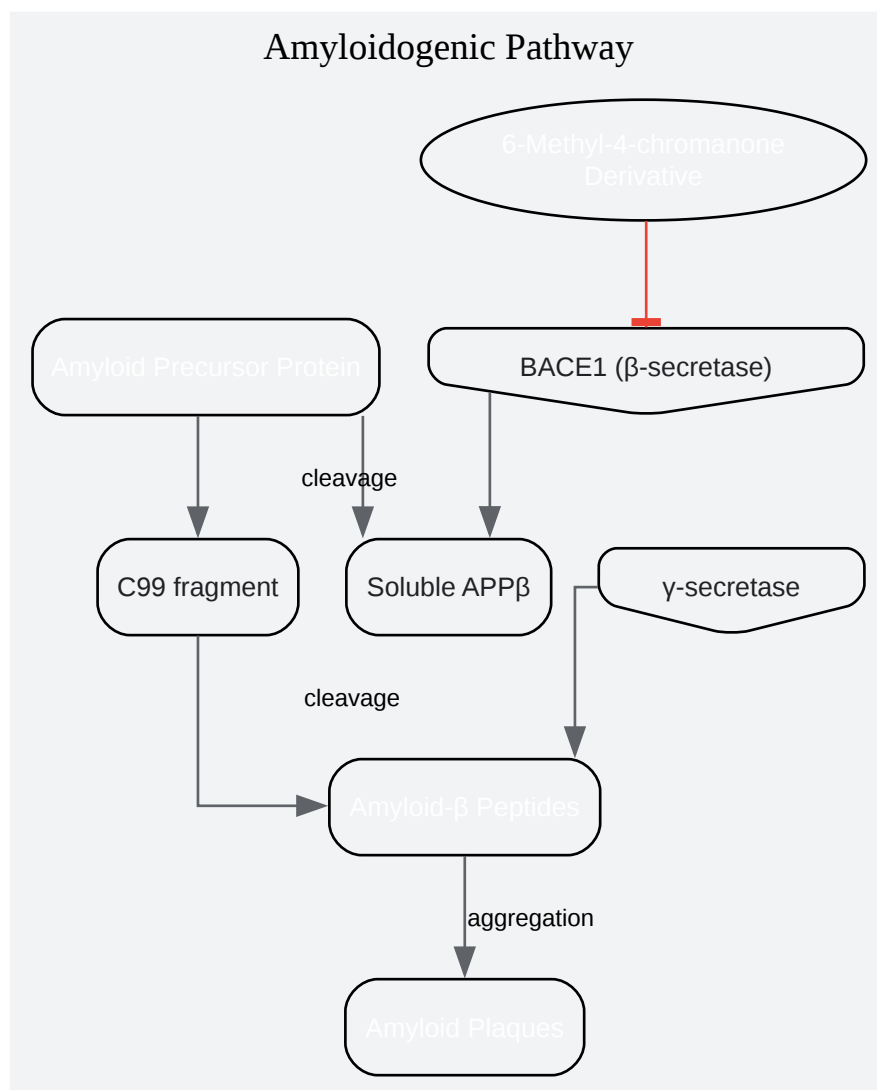 Amyloidogenic Pathway
6-Methyl-4-chromanone
Derivative
Amyloid Precursor Protein
BACE1 (β-secretase)
cleavage
C99 fragment
Soluble APPβ
γ-secretase
cleavage
Amyloid-β Peptides
aggregation
Amyloid Plaques